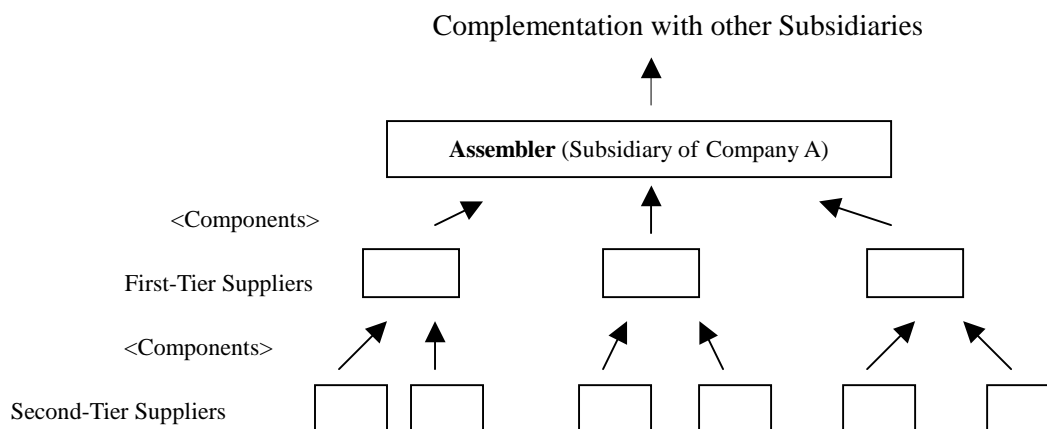 Complementation with other Subsidiaries
Assembler (Subsidiary of Company A)
<Components>
First-Tier Suppliers
<Components>
Second-Tier Suppliers